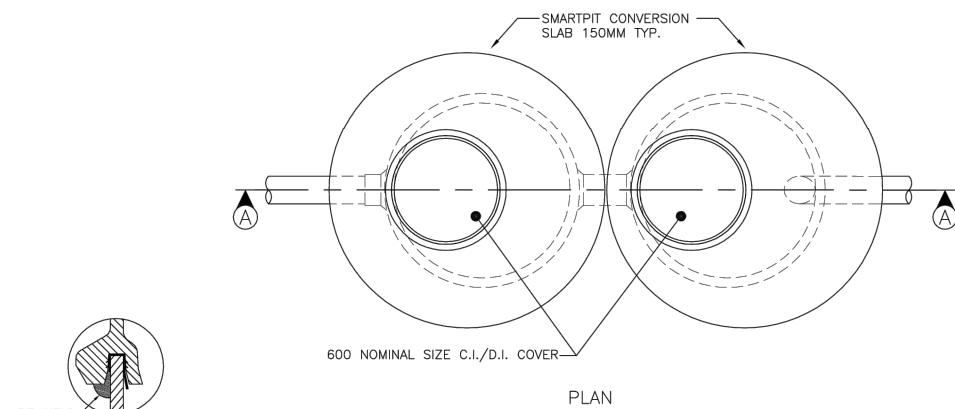 SMARTPIT CONVERSION
SLAB 150MM TYP.
A
A
600 NOMINAL SIZE C.I./D.I. COVER
PLAN